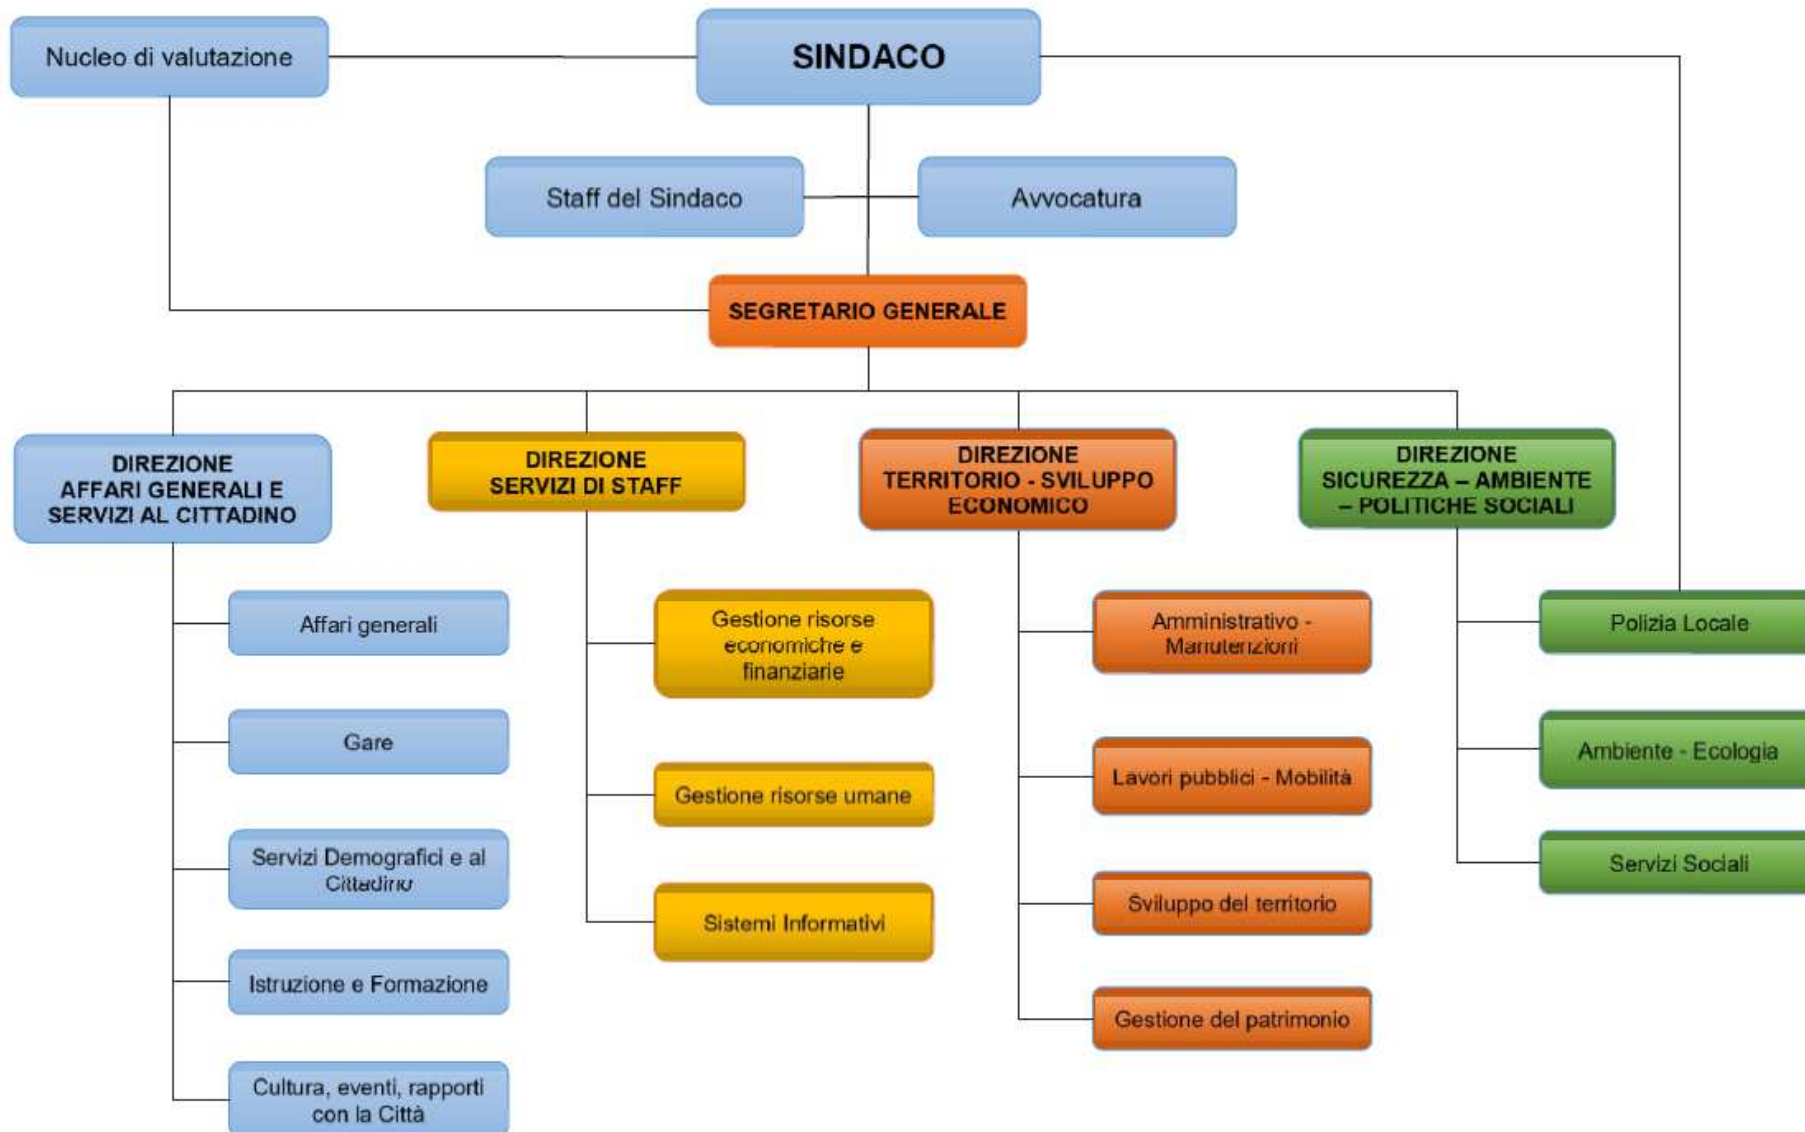 Nucleo di valutazione
SINDACO
Staff del Sindaco
Avvocatura
SEGRETARIO GENERALE
DIREZIONE
AFFARI GENERALI E
SERVIZI AL CITTADINO
DIREZIONE
SERVIZI DI STAFF
DIREZIONE
TERRITORIO - SVILUPPO
ECONOMICO
DIREZIONE
SICUREZZA – AMBIENTE
– POLITICHE SOCIALI
Affari generali
Gare
Servizi Demografici e al
Cittadino
Istruzione e Formazione
Cultura, eventi, rapporti
con la Città
Gestione risorse
economiche e
finanziarie
Gestione risorse umane
Sistemi Informativi
Amministrativo -
Manutenzioni
Lavori pubblici - Mobilità
Sviluppo del territorio
Gestione del patrimonio
Polizia Locale
Ambiente - Ecologia
Servizi Sociali